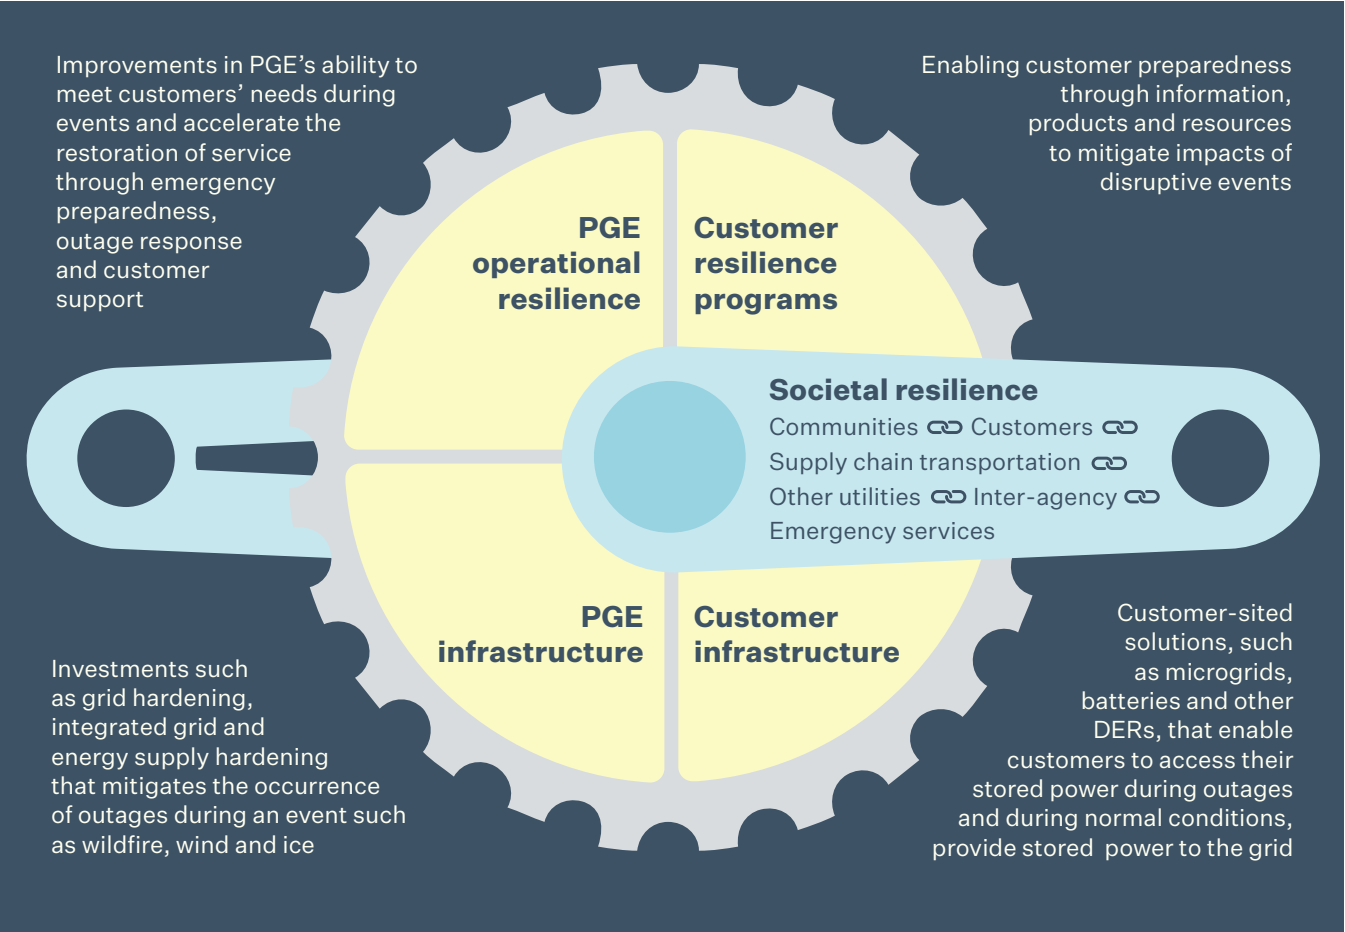 Improvements in PGE’s ability to
meet customers’ needs during
events and accelerate the
restoration of service
through emergency
preparedness,
outage response
and customer
support
Enabling customer preparedness
through information,
products and resources
to mitigate impacts of
disruptive events
PGE
operational
resilience
Customer
resilience
programs
Societal resilience
Communities Customers
Supply chain transportation
Other utilities Inter-agency
Emergency services
PGE
infrastructure
Customer
infrastructure
Investments such
as grid hardening,
integrated grid and
energy supply hardening
that mitigates the occurrence
of outages during an event such
as wildfire, wind and ice
Customer-sited
solutions, such
as microgrids,
batteries and other
DERs, that enable
customers to access their
stored power during outages
and during normal conditions,
provide stored power to the grid